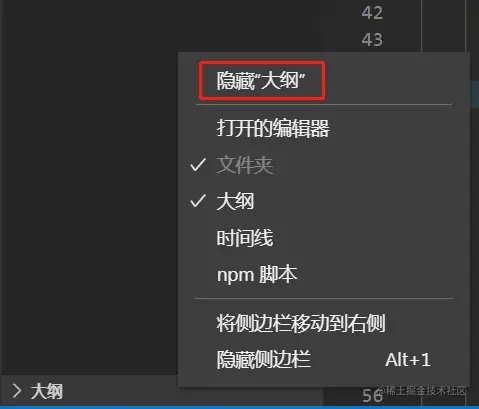 42
43
隐藏"大纲"
打开的编辑器
文件夹
大纲
时间线
npm 脚本
将侧边栏移动到右侧
隐藏侧边栏 Alt+1
大纲
56
@稀土掘金技术社区